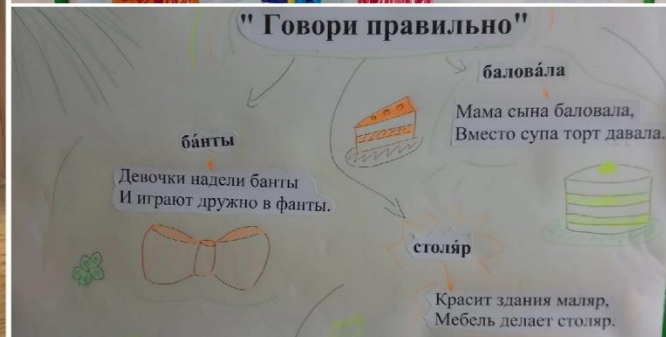 " Говори правильно"
балова́ла
Мама сына баловала,
Вместо супа торт давала.
ба́нты
Девочки надели банты
И играют дружно в фанты.
столя́р
Красит здания маляр,
Мебель делает столяр.